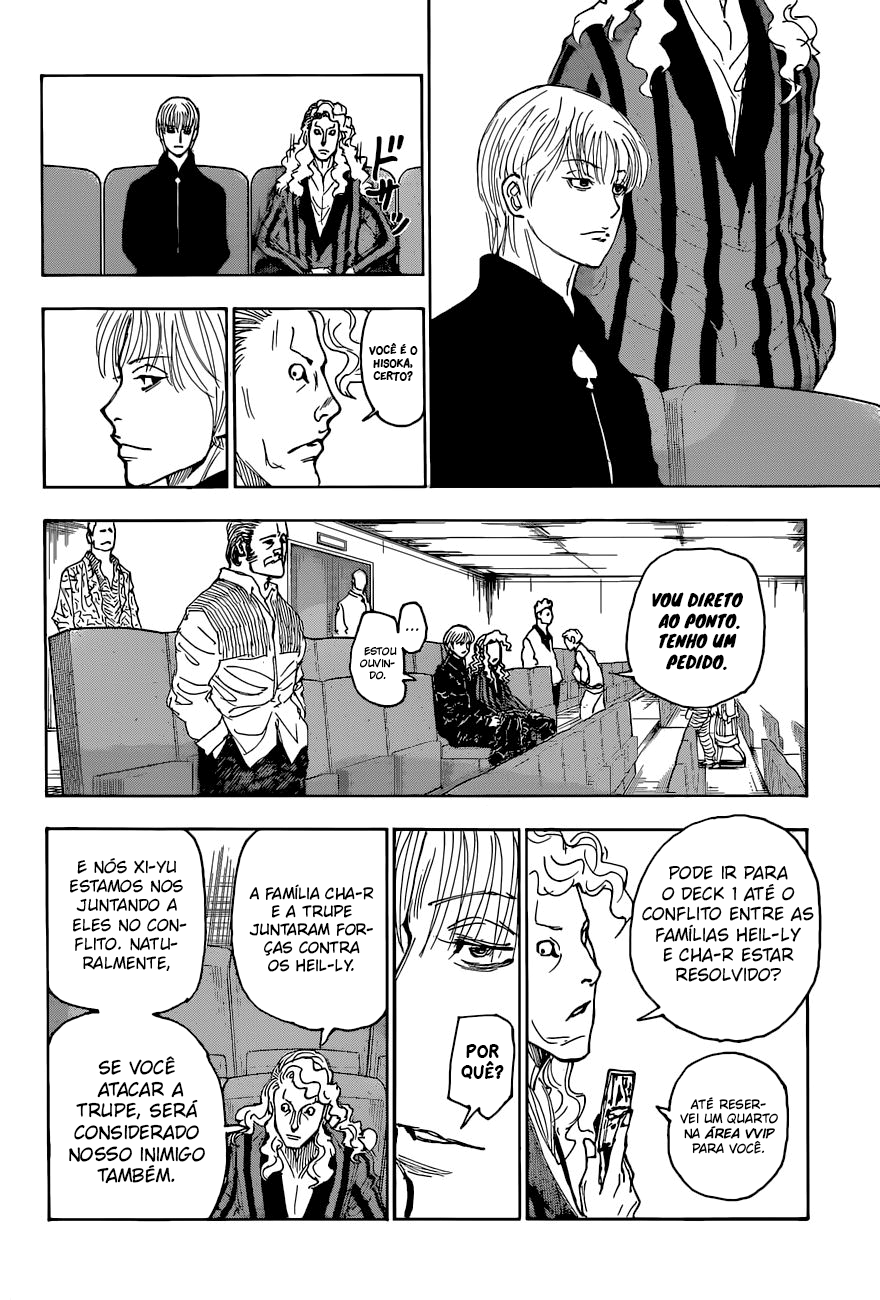 ドサッ
VOCÊ É O
HISOKA,
CERTO?
VOU DIRETO
AO PONTO.
TENHO UM
PEDIDO.
...
ESTOU
OUVIN-
DO.
PODE IR PARA
O DECK 1 ATÉ O
CONFLITO ENTRE AS
FAMÍLIAS HEIL-LY
E CHA-R ESTAR
RESOLVIDO?
ATÉ RESER-
VEI UM QUARTO
NA ÁREA VVIP
PARA VOCÊ.
POR
QUÊ?
A FAMÍLIA CHA-R
E A TRUPE
JUNTARAM FOR-
ÇAS CONTRA
OS HEIL-LY.
E NÓS XI-YU
ESTAMOS NOS
JUNTANDO A
ELES NO CON-
FLITO. NATU-
RALMENTE,
SE VOCÊ
ATACAR A
TRUPE, SERÁ
CONSIDERADO
NOSSO INIMIGO
TAMBÉM.